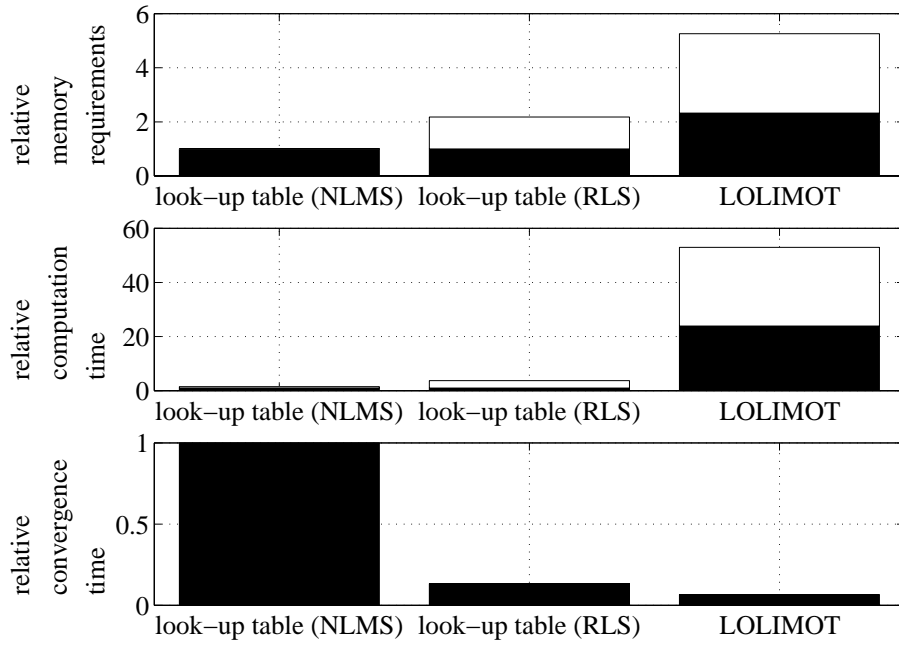 relative
memory
requirements
6
4
2
0
look−up table (NLMS) look−up table (RLS) LOLIMOT
relative
computation
time
60
40
20
0
look−up table (NLMS) look−up table (RLS) LOLIMOT
relative
convergence
time
1
0.5
0
look−up table (NLMS) look−up table (RLS) LOLIMOT